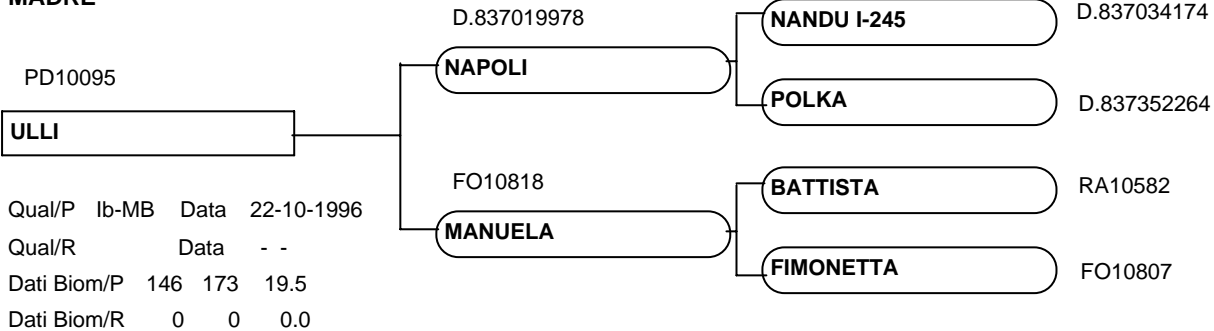 MADRE
D.837019978
NANDU I-245
D.837034174
PD10095
NAPOLI
POLKA
D.837352264
ULLI
FO10818
BATTISTA
RA10582
MANUELA
FIMONETTA
FO10807
Qual/P Ib-MB Data 22-10-1996
Qual/R Data - -
Dati Biom/P 146 173 19.5
Dati Biom/R 0 0 0.0